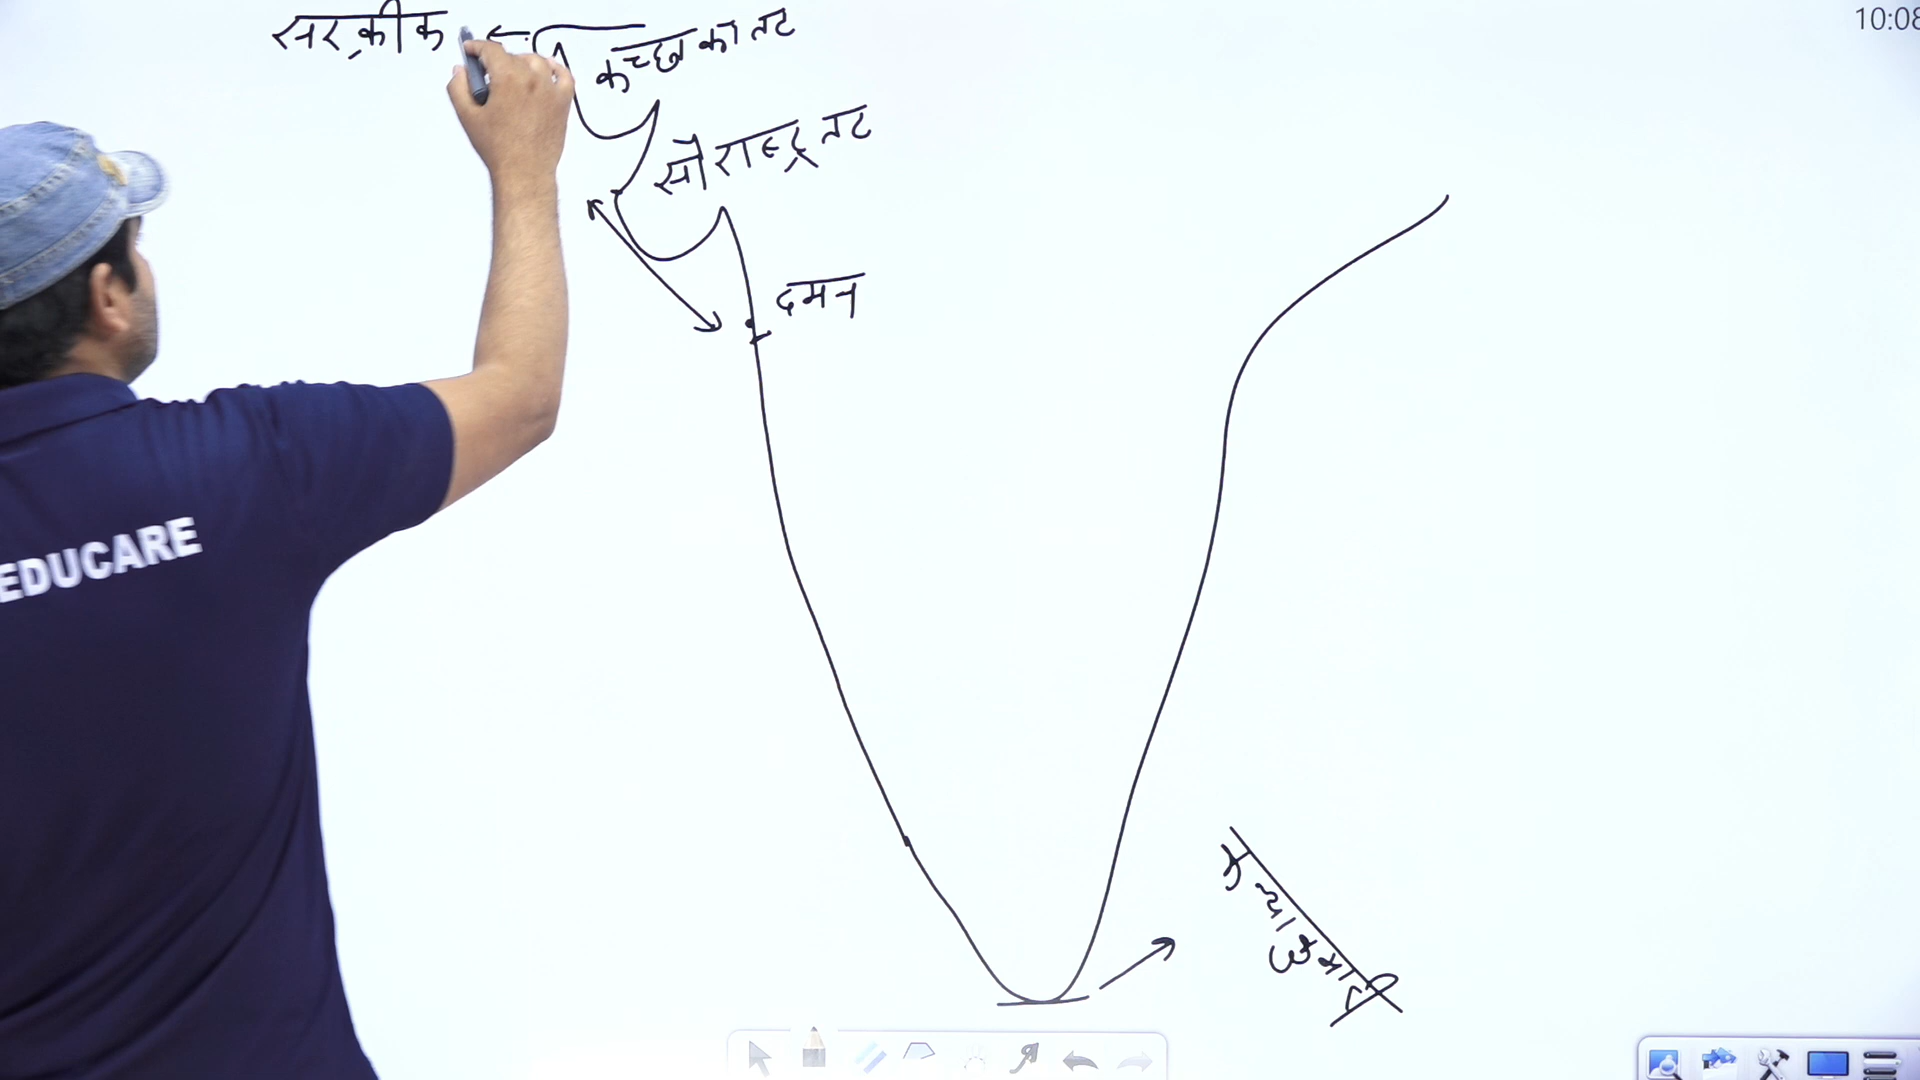 सर क्रीक
कच्छ का तट
सौराष्ट्र तट
दमन
कन्याकुमारी
EDUCARE
10:08